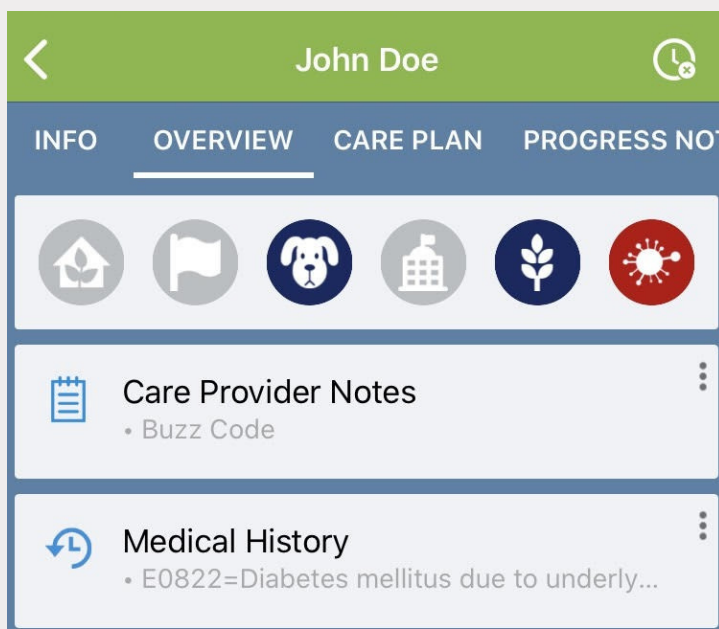 John Doe
INFO OVERVIEW CARE PLAN PROGRESS NO
Care Provider Notes
• Buzz Code
Medical History
• E0822=Diabetes mellitus due to underly...